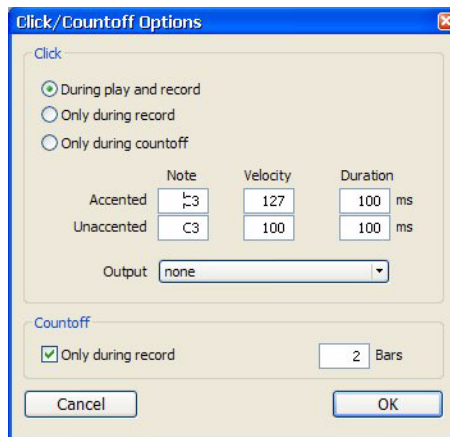 Click/Countoff Options
Click
During play and record
Only during record
Only during countoff
Note Velocity Duration
Accented C3 127 100 ms
Unaccented C3 100 100 ms
Output none
Countoff
Only during record 2 Bars
Cancel OK